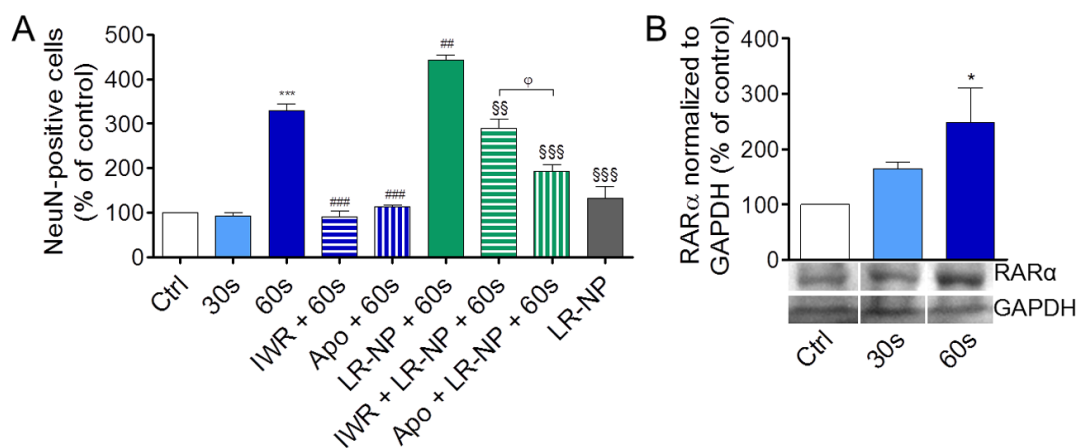 A
NeuN-positive cells
(% of control)
500
400
300
200
100
0
***
###
###
##
§§
φ
§§§
§§§
Ctrl
30s
60s
IWR + 60s
Apo + 60s
LR-NP + 60s
IWR + LR-NP + 60s
Apo + LR-NP + 60s
LR-NP
B
RARα normalized to
GAPDH (% of control)
400
300
200
100
0
*
RARα
GAPDH
Ctrl
30s
60s